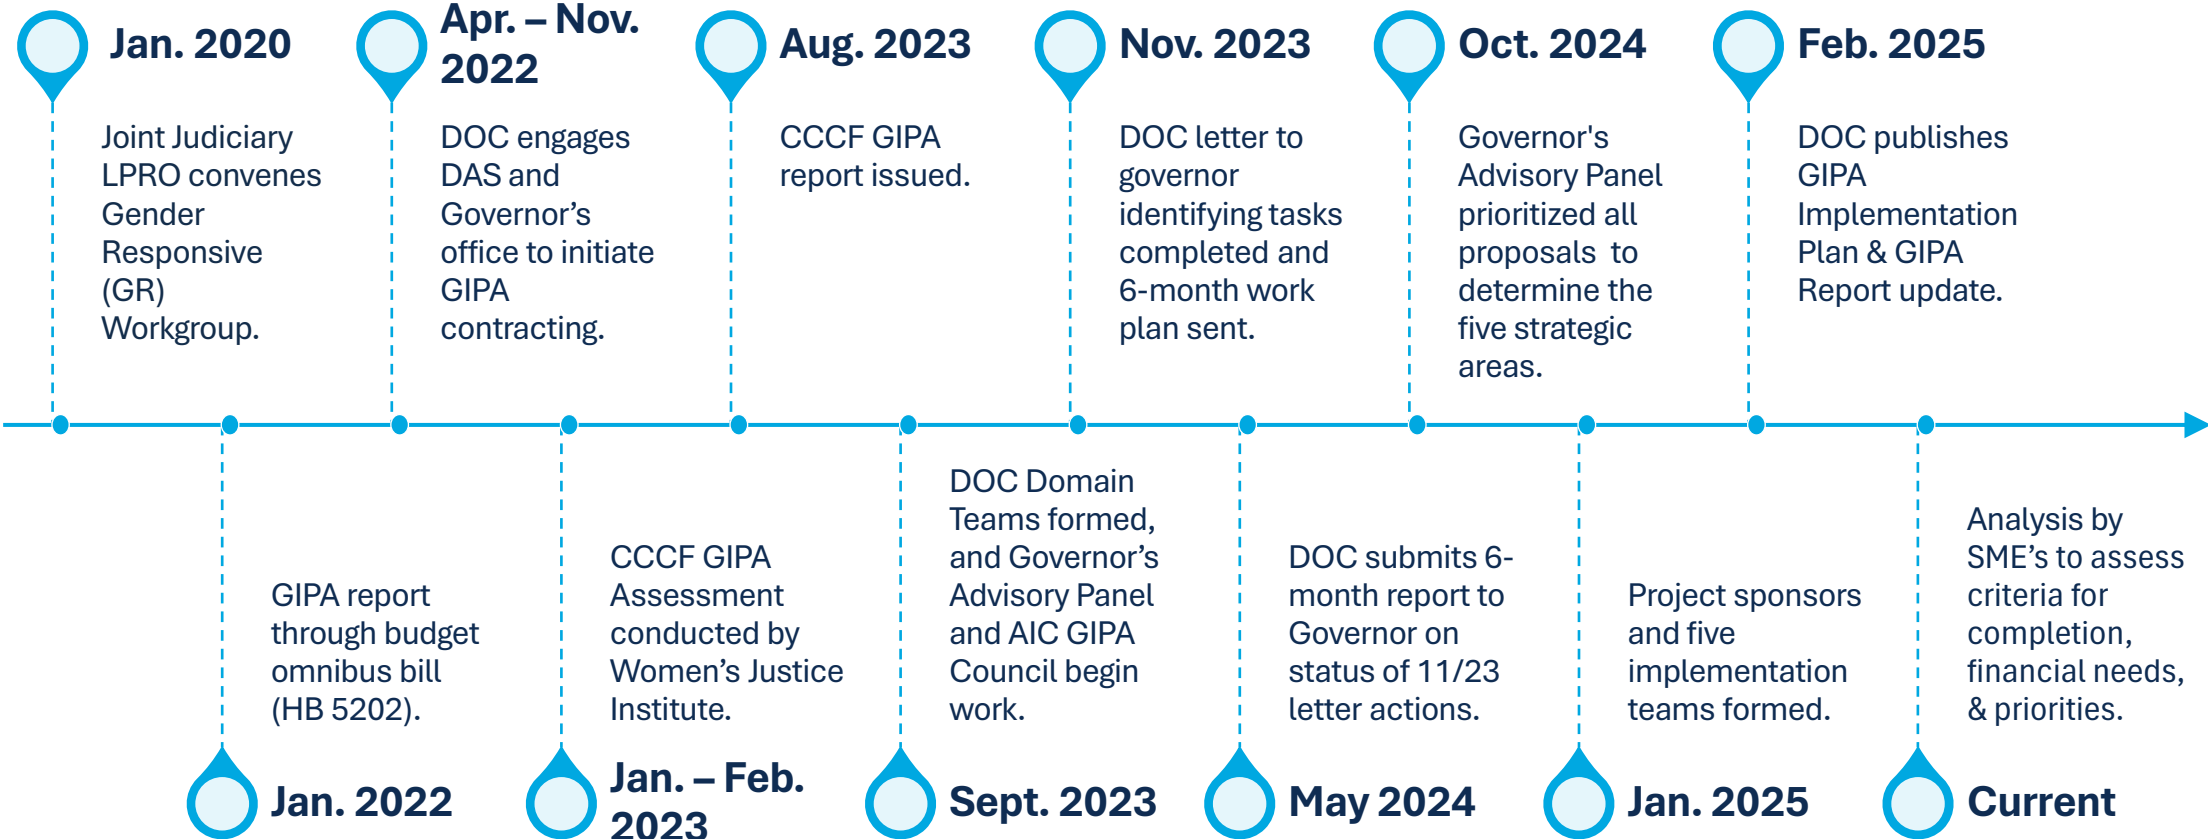 Jan. 2020
Joint Judiciary
LPRO convenes
Gender
Responsive
(GR)
Workgroup.
Apr. – Nov.
2022
DOC engages
DAS and
Governor’s
office to initiate
GIPA
contracting.
Aug. 2023
CCCF GIPA
report issued.
Nov. 2023
DOC letter to
governor
identifying tasks
completed and
6-month work
plan sent.
Oct. 2024
Governor's
Advisory Panel
prioritized all
proposals  to
determine the
five strategic
areas.
Feb. 2025
DOC publishes
GIPA
Implementation
Plan & GIPA
Report update.
GIPA report
through budget
omnibus bill
(HB 5202).
Jan. 2022
CCCF GIPA
Assessment
conducted by
Women’s Justice
Institute.
Jan. – Feb.
2023
DOC Domain
Teams formed,
and Governor’s
Advisory Panel
and AIC GIPA
Council begin
work.
Sept. 2023
DOC submits 6-
month report to
Governor on
status of 11/23
letter actions.
May 2024
Project sponsors
and five
implementation
teams formed.
Jan. 2025
Analysis by
SME’s to assess
criteria for
completion,
financial needs,
& priorities.
Current